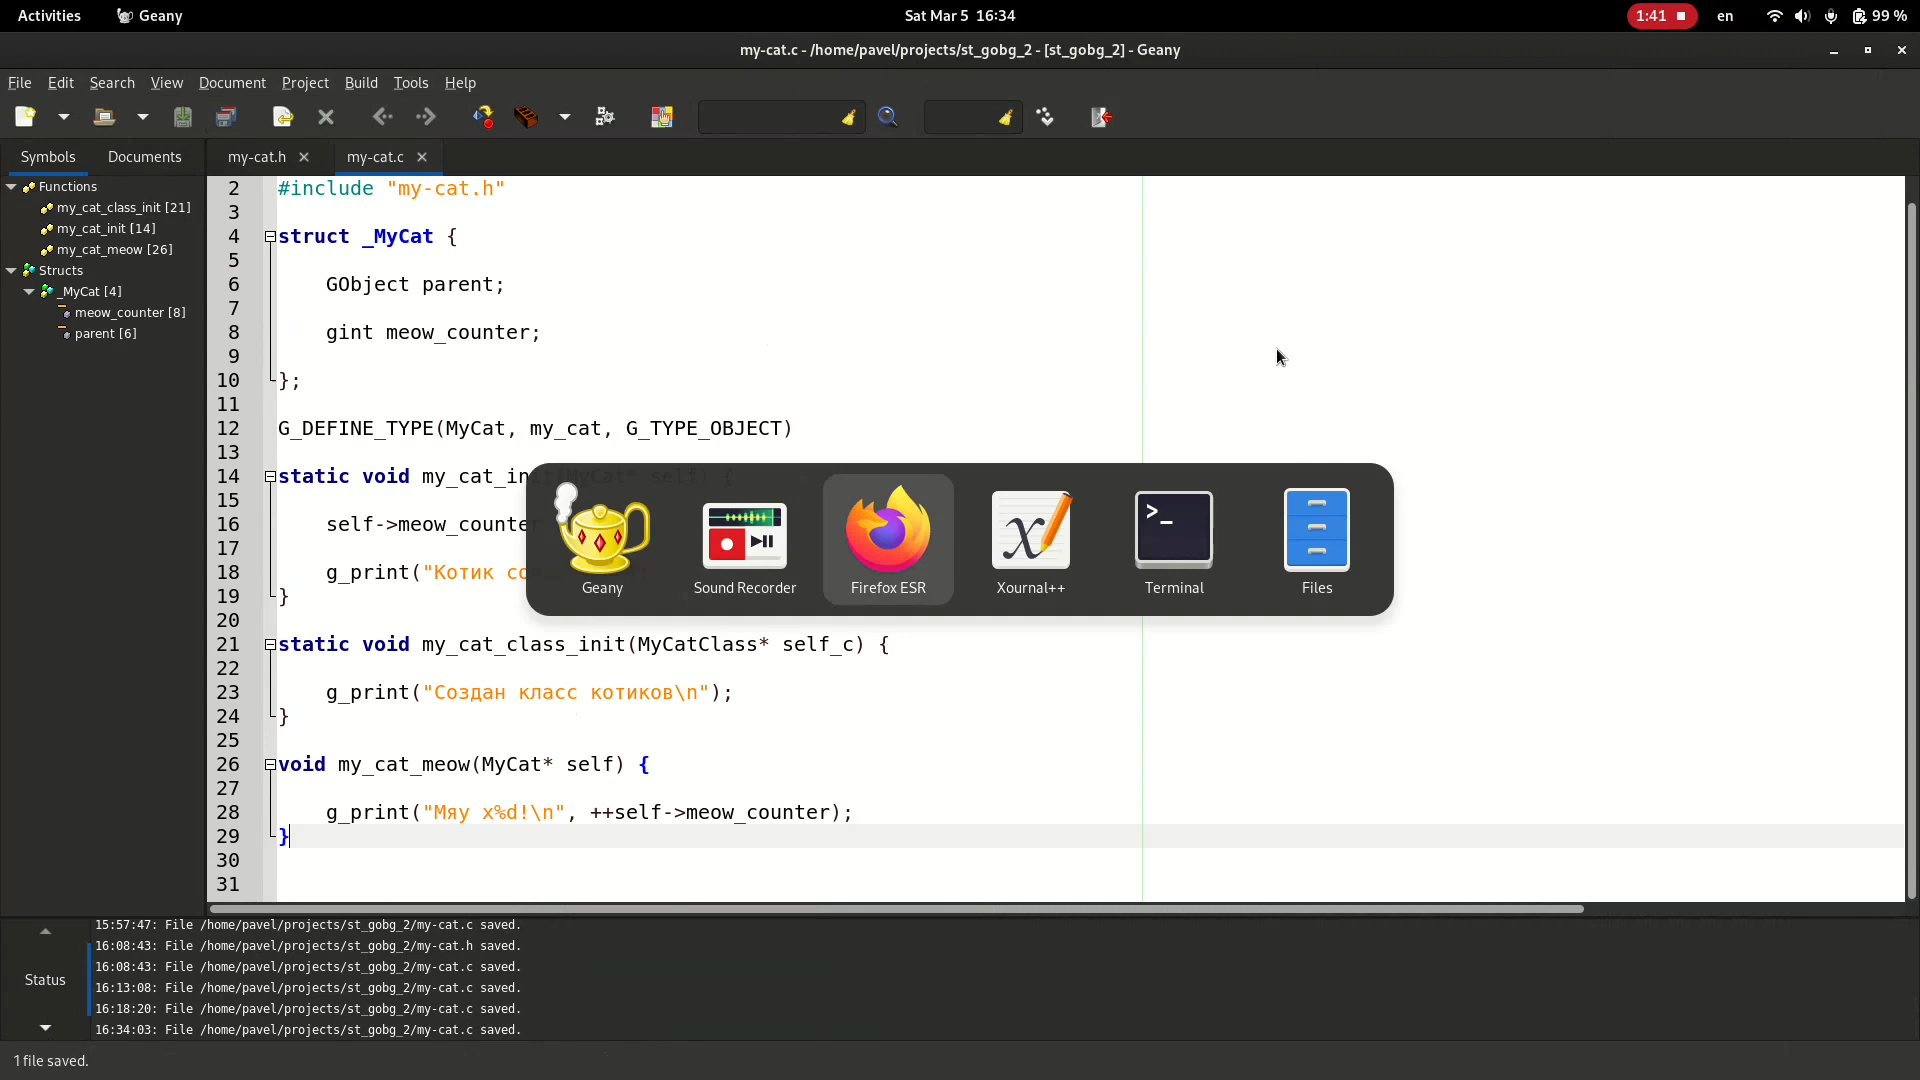 Activities Geany Sat Mar 5 16:34 1:41 en 99 %
my-cat.c - /home/pavel/projects/st_gobg_2 - [st_gobg_2] - Geany
File Edit Search View Document Project Build Tools Help
Symbols Documents my-cat.h my-cat.c
Functions
my_cat_class_init [21]
my_cat_init [14]
my_cat_meow [26]
Structs
_MyCat [4]
meow_counter [8]
parent [6]
2 #include "my-cat.h"
3
4 struct _MyCat {
5
6 GObject parent;
7
8 gint meow_counter;
9
10 };
11
12 G_DEFINE_TYPE(MyCat, my_cat, G_TYPE_OBJECT)
13
14 static void my_cat_init(MyCat* self) {
15
16 self->meow_counter
17
18 g_print("Котик
19 }
20
21 static void my_cat_class_init(MyCatClass* self_c) {
22
23 g_print("Создан класс котиков\n");
24 }
25
26 void my_cat_meow(MyCat* self) {
27
28 g_print("Мяу x%d!\n", ++self->meow_counter);
29 }
30
31
Geany Sound Recorder Firefox ESR Xournal++ Terminal Files
Status
15:57:47: File /home/pavel/projects/st_gobg_2/my-cat.c saved.
16:08:43: File /home/pavel/projects/st_gobg_2/my-cat.h saved.
16:08:43: File /home/pavel/projects/st_gobg_2/my-cat.c saved.
16:13:08: File /home/pavel/projects/st_gobg_2/my-cat.c saved.
16:18:20: File /home/pavel/projects/st_gobg_2/my-cat.c saved.
16:34:03: File /home/pavel/projects/st_gobg_2/my-cat.c saved.
1 file saved.